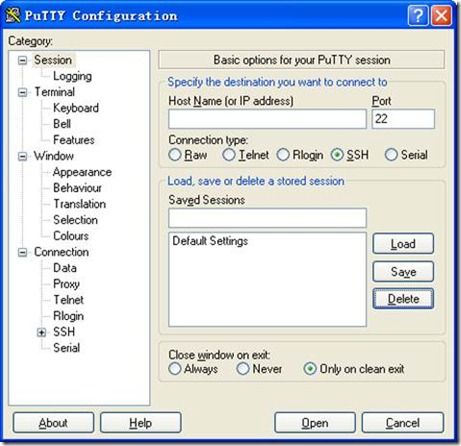 PuTTY Configuration
Category:
Session
Logging
Terminal
Keyboard
Bell
Features
Window
Appearance
Behaviour
Translation
Selection
Colours
Connection
Data
Proxy
Telnet
Rlogin
SSH
Serial
Basic options for your PuTTY session
Specify the destination you want to connect to
Host Name (or IP address) Port
22
Connection type:
Raw Telnet Rlogin SSH Serial
Load, save or delete a stored session
Saved Sessions
Default Settings
Load
Save
Delete
Close window on exit:
Always Never Only on clean exit
About Help Open Cancel